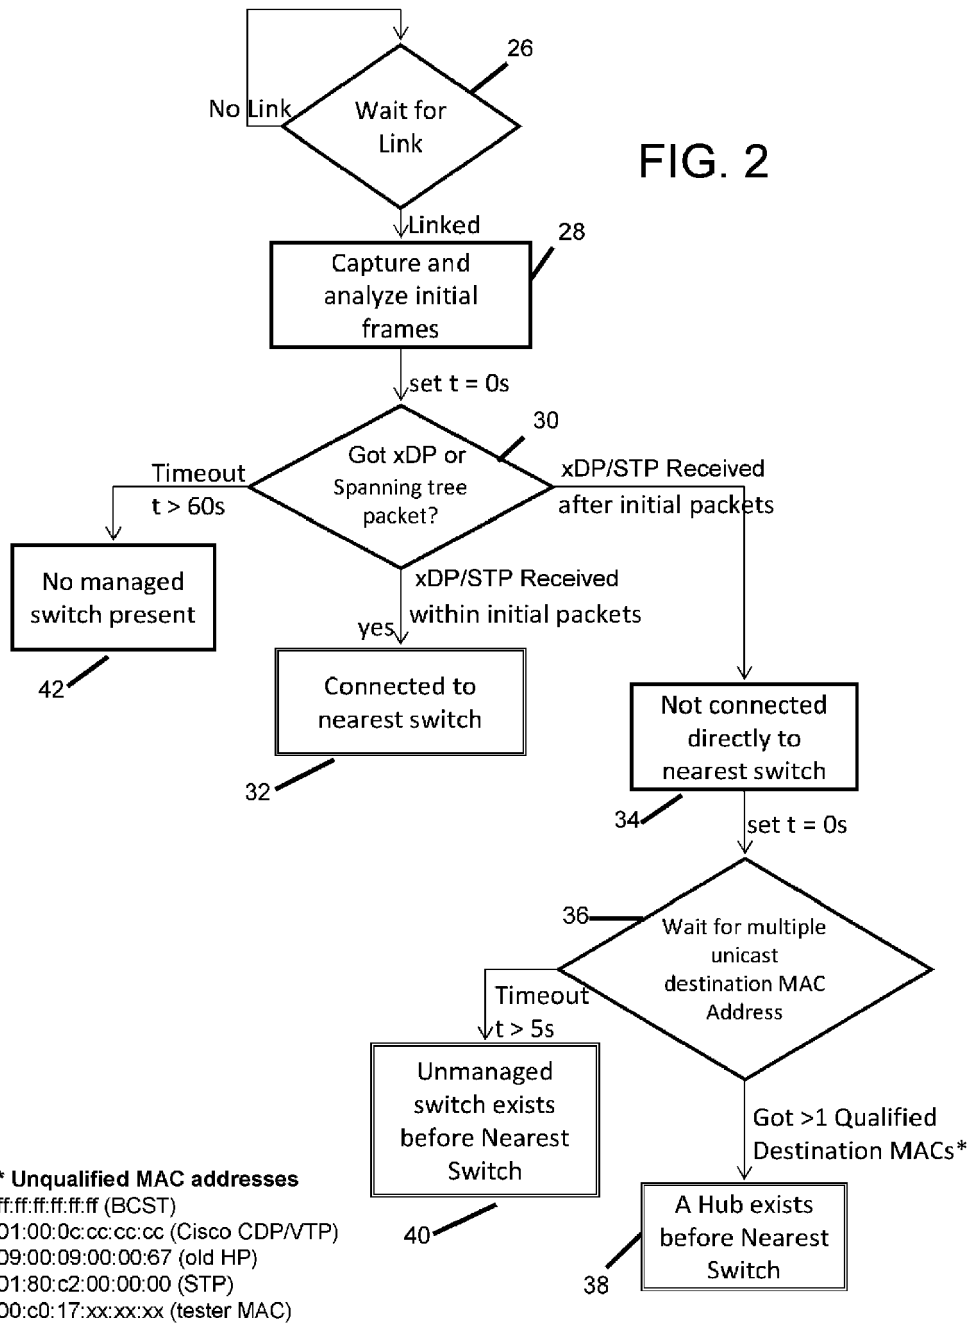 26
No Link
Wait for
Link
FIG. 2
Linked
28
Capture and
analyze initial
frames
set t = 0s
30
Got xDP or
Spanning tree
packet?
Timeout
t > 60s
xDP/STP Received
after initial packets
No managed
switch present
42
xDP/STP Received
within initial packets
yes
Connected to
nearest switch
32
Not connected
directly to
nearest switch
34
set t = 0s
36
Wait for multiple
unicast
destination MAC
Address
Timeout
t > 5s
Unmanaged
switch exists
before Nearest
Switch
40
Got >1 Qualified
Destination MACs*
A Hub exists
before Nearest
Switch
38
* Unqualified MAC addresses
ff:ff:ff:ff:ff:ff (BCST)
01:00:0c:cc:cc:cc (Cisco CDP/VTP)
09:00:09:00:00:67 (old HP)
01:80:c2:00:00:00 (STP)
00:c0:17:xx:xx:xx (tester MAC)